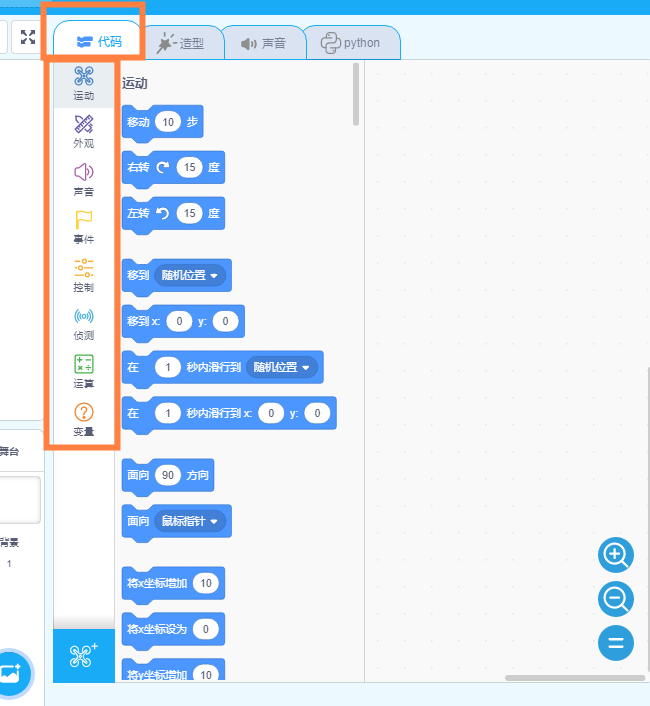 代码 造型 声音 python
运动
外观
声音
事件
控制
侦测
运算
变量
运动
移动 10 步
右转 15 度
左转 15 度
移到 随机位置
移到 x: 0 y: 0
在 1 秒内滑行到 随机位置
在 1 秒内滑行到 x: 0 y: 0
面向 90 方向
面向 鼠标指针
将x坐标增加 10
将x坐标设为 0
将y坐标增加 10
舞台
背景
1